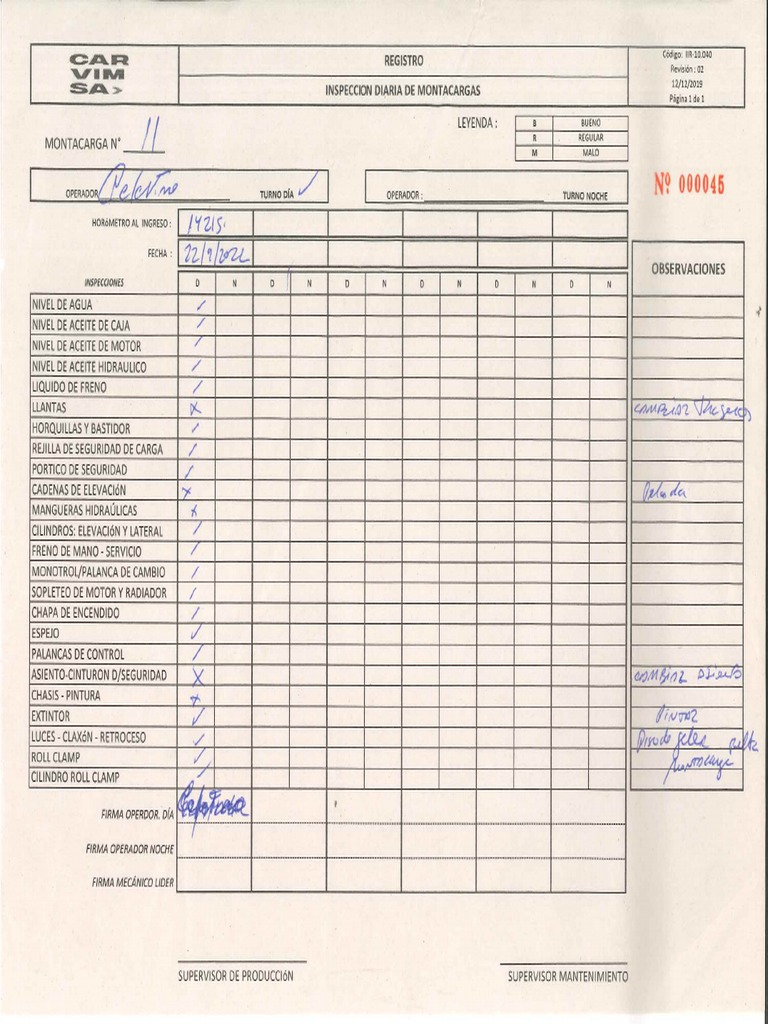 CAR
VIM
SA>
REGISTRO
INSPECCION DIARIA DE MONTACARGAS
Código: IIR-10.040
Revisión : 02
12/12/2019
Página 1 de 1
MONTACARGA N° 11
LEYENDA :
B BUENO
R REGULAR
M MALO
OPERADOR TURNO DÍA ✓
OPERADOR : TURNO NOCHE
Nº 000045
HORóMETRO AL INGRESO : 14215.
FECHA : 22/9/2022
OBSERVACIONES
INSPECCIONES D N D N D N D N D N D N
NIVEL DE AGUA ✓
NIVEL DE ACEITE DE CAJA /
NIVEL DE ACEITE DE MOTOR /
NIVEL DE ACEITE HIDRAULICO /
LIQUIDO DE FRENO /
LLANTAS X CAMBIAR
HORQUILLAS Y BASTIDOR /
REJILLA DE SEGURIDAD DE CARGA /
PORTICO DE SEGURIDAD /
CADENAS DE ELEVACIóN X
MANGUERAS HIDRAÚLICAS X
CILINDROS: ELEVACIóN Y LATERAL /
FRENO DE MANO - SERVICIO /
MONOTROL/PALANCA DE CAMBIO /
SOPLETEO DE MOTOR Y RADIADOR /
CHAPA DE ENCENDIDO /
ESPEJO ✓
PALANCAS DE CONTROL /
ASIENTO-CINTURON D/SEGURIDAD X CAMBIAR ASIENTO
CHASIS - PINTURA X
EXTINTOR ✓ PINTAR
LUCES - CLAXóN - RETROCESO ✓
ROLL CLAMP ✓ montacarga
CILINDRO ROLL CLAMP ✓
FIRMA OPERDOR. DÍA
FIRMA OPERADOR NOCHE
FIRMA MECÁNICO LIDER
SUPERVISOR DE PRODUCCIóN
SUPERVISOR MANTENIMIENTO